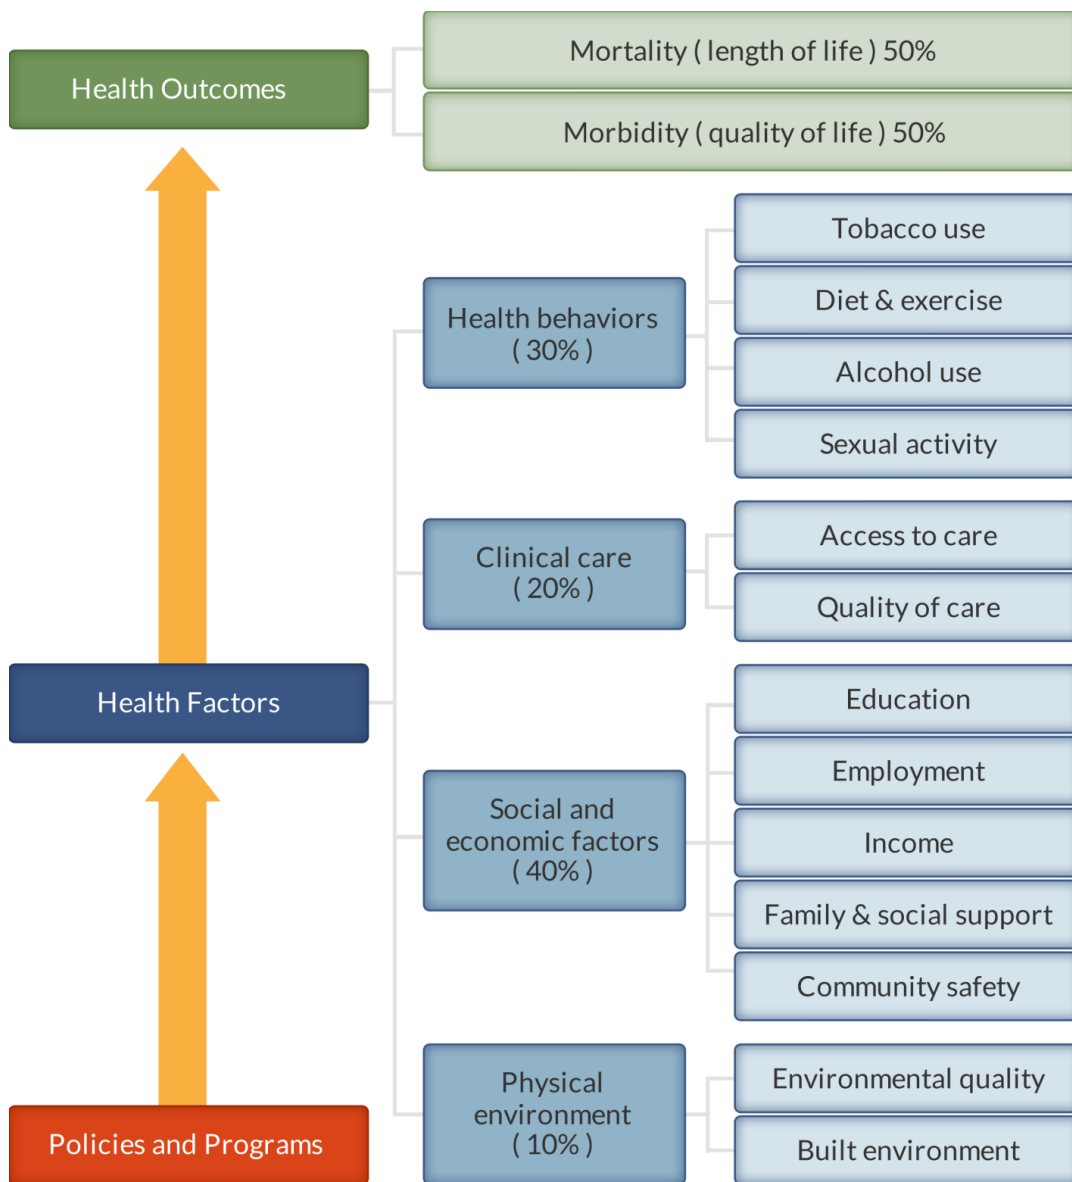 Health Outcomes
Mortality ( length of life ) 50%
Morbidity ( quality of life ) 50%
Health Factors
Health behaviors
( 30% )
Tobacco use
Diet & exercise
Alcohol use
Sexual activity
Clinical care
( 20% )
Access to care
Quality of care
Social and
economic factors
( 40% )
Education
Employment
Income
Family & social support
Community safety
Physical
environment
( 10% )
Environmental quality
Built environment
Policies and Programs